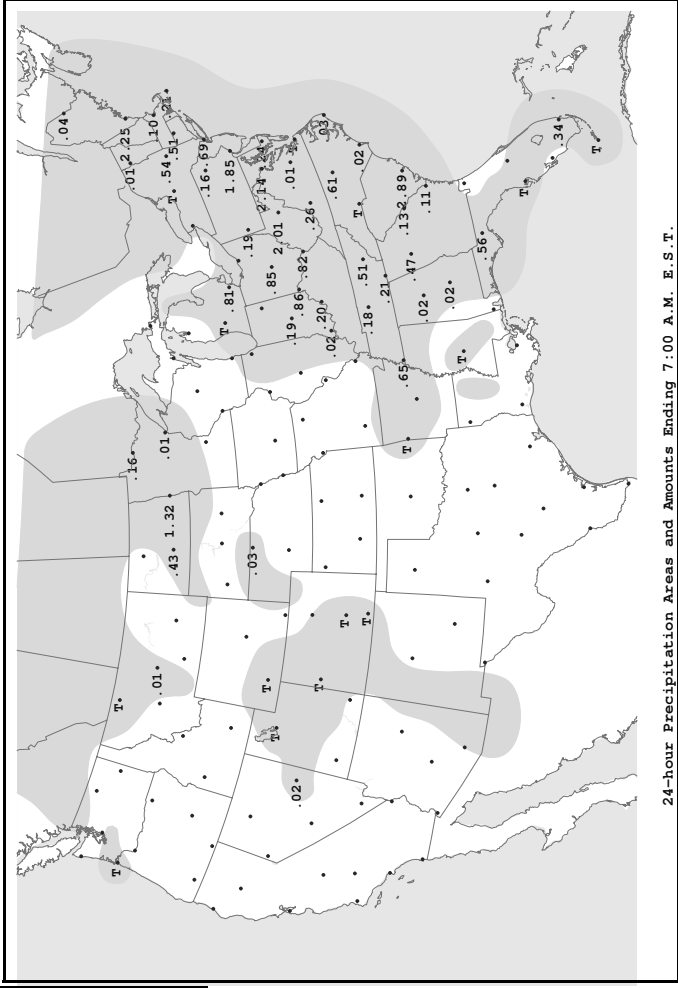 .04
T
T
.01 2.25
.16
.10
.01
.01
.54
T
.51
.43 1.32
.16 .69
T
.81
1.85
.19
.03
2.14
T
.85
T
2.01
.01
.19
.02
.86
.82
.26
T
.20
.03
.02
.61
T
T
.02
.51
T
.18
.21
.65
.13 2.89
T
.47
.02
.11
.02
T
.56
T
.34
T
24-hour Precipitation Areas and Amounts Ending 7:00 A.M. E.S.T.